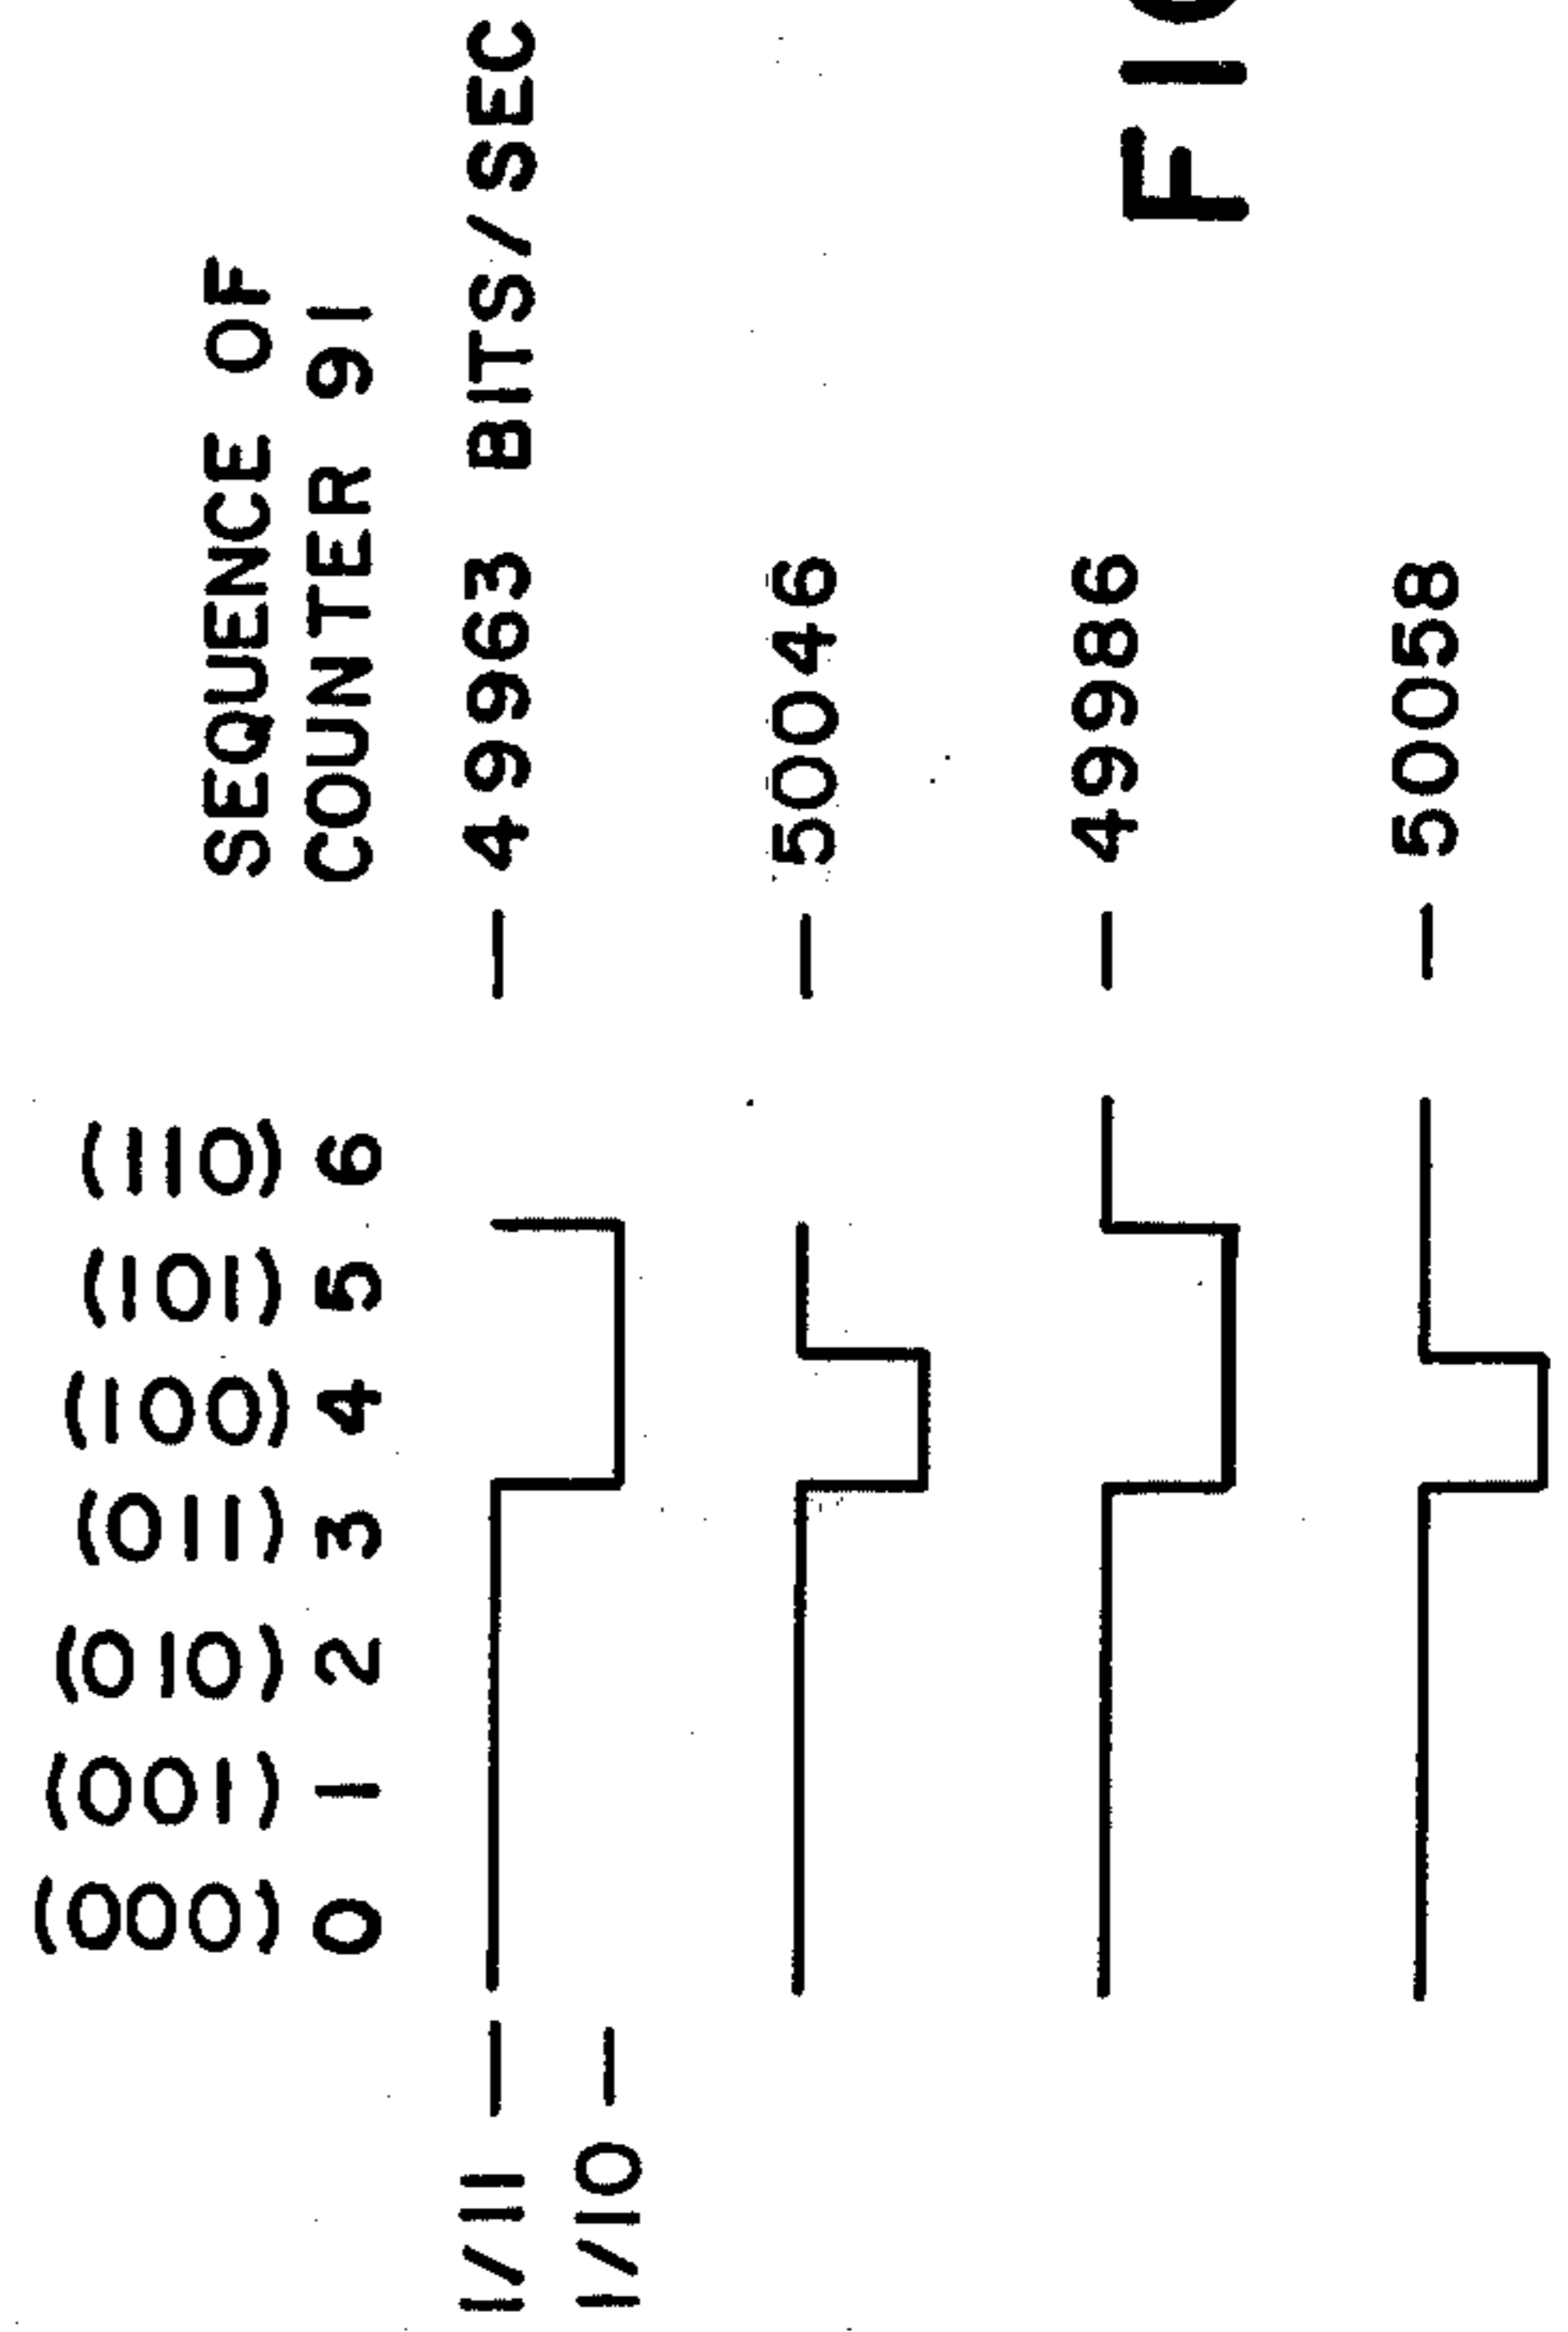 (000) (001) (010) (011) (100) (101) (110)
0 1 2 3 4 5 6
SEQUENCE OF
COUNTER 91
1/11 — — 49963 BITS/SEC
1/10 —
— 50046
— 49986
— 50058